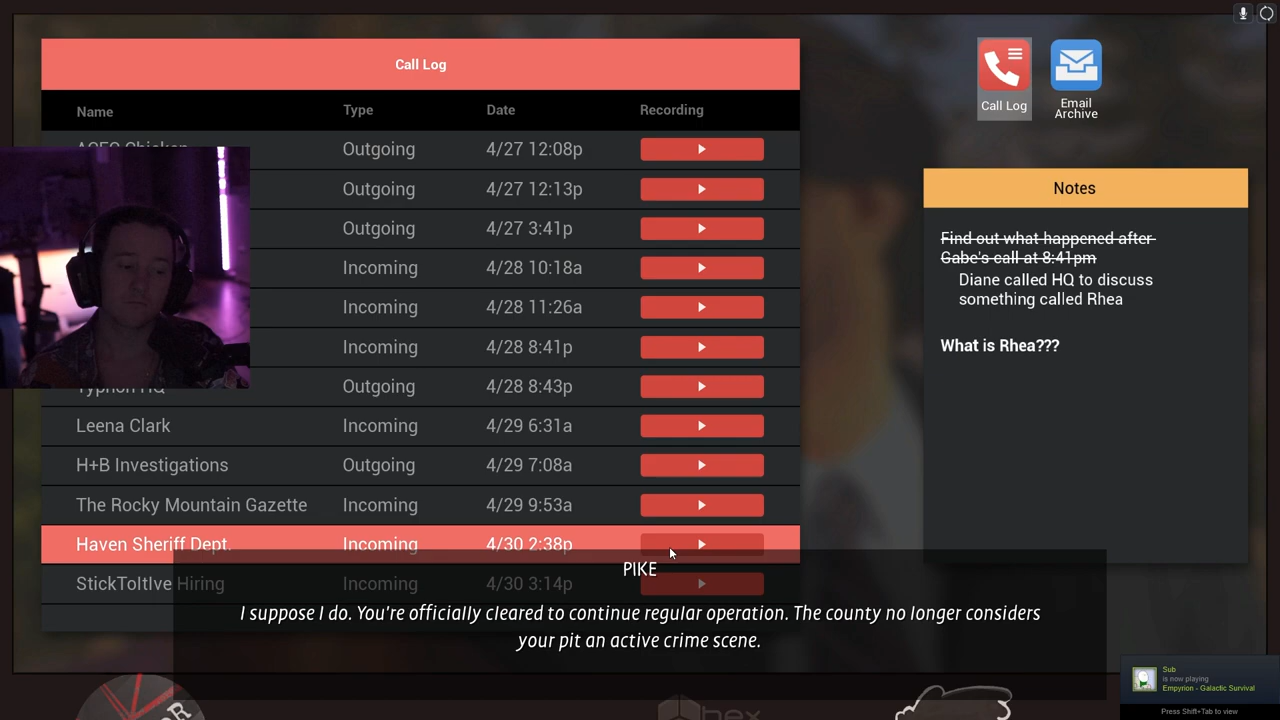 Call Log
Name Type Date Recording
Outgoing 4/27 12:08p
Outgoing 4/27 12:13p
Outgoing 4/27 3:41p
Incoming 4/28 10:18a
Incoming 4/28 11:26a
Incoming 4/28 8:41p
Typhon HQ Outgoing 4/28 8:43p
Leena Clark Incoming 4/29 6:31a
H+B Investigations Outgoing 4/29 7:08a
The Rocky Mountain Gazette Incoming 4/29 9:53a
Haven Sheriff Dept. Incoming 4/30 2:38p
StickToItIve Hiring Incoming 4/30 3:14p
PIKE
I suppose I do. You're officially cleared to continue regular operation. The county no longer considers
your pit an active crime scene.
Call Log
Email
Archive
Notes
Find out what happened after
Gabe's call at 8:41pm
Diane called HQ to discuss
something called Rhea
What is Rhea???
Sub
is now playing
Empyrion - Galactic Survival
Press Shift+Tab to view